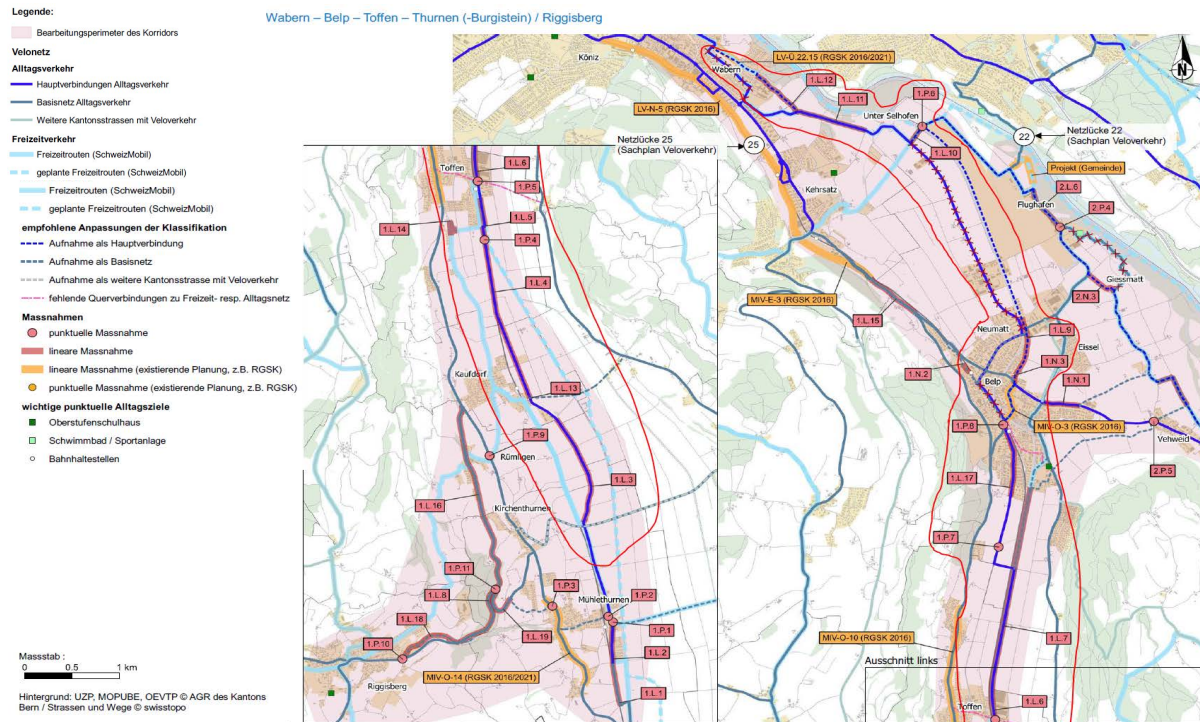 Wabern – Belp – Toffen – Thurnen (-Burgistein) / Riggisberg
Legende:
Bearbeitungsperimeter des Korridors
Velonetz
Alltagsverkehr
Hauptverbindungen Alltagsverkehr
Basisnetz Alltagsverkehr
Weitere Kantonsstrassen mit Veloverkehr
Freizeitverkehr
Freizeitrouten (SchweizMobil)
geplante Freizeitrouten (SchweizMobil)
Freizeitrouten (SchweizMobil)
geplante Freizeitrouten (SchweizMobil)
empfohlene Anpassungen der Klassifikation
Aufnahme als Hauptverbindung
Aufnahme als Basisnetz
Aufnahme als weitere Kantonsstrasse mit Veloverkehr
fehlende Querverbindungen zu Freizeit- resp. Alltagsnetz
Massnahmen
punktuelle Massnahme
lineare Massnahme
lineare Massnahme (existierende Planung, z.B. RGSK)
punktuelle Massnahme (existierende Planung, z.B. RGSK)
wichtige punktuelle Alltagsziele
Oberstufenschulhaus
Schwimmbad / Sportanlage
Bahnhaltestellen
Massstab :
0 0.5 1 km
Hintergrund: UZP, MOPUBE, OEVTP © AGR des Kantons
Bern / Strassen und Wege © swisstopo
Toffen
1.L.6
1.P.5
1.L.14
1.L.5
1.P.4
1.L.4
Kaufdorf
1.L.13
1.P.9
Rümligen
1.L.3
1.L.16
Kirchenthurnen
1.P.11
1.P.3
1.L.8
Mühlethurnen
1.P.2
1.L.18
1.P.1
1.L.19
1.P.10
1.L.2
MIV-O-14 (RGSK 2016/2021)
Riggisberg
1.L.1
Köniz
Wabern
LV-Ü.22.15 (RGSK 2016/2021)
N
1.L.12
1.L.11
1.P.6
LV-N-5 (RGSK 2016)
Unter Selhofen
22
Netzlücke 22
(Sachplan Veloverkehr)
Netzlücke 25
(Sachplan Veloverkehr)
25
1.L.10
Projekt (Gemeinde)
Kehrsatz
2.L.6
Flughafen
2.P.4
Giessmatt
MIV-E-3 (RGSK 2016)
2.N.3
1.L.15
Neumatt
1.L.9
Eissel
1.N.2
1.N.3
Belp
1.N.1
1.P.8
MIV-O-3 (RGSK 2016)
Vehweid
2.P.5
1.L.17
1.P.7
MIV-O-10 (RGSK 2016)
1.L.7
Ausschnitt links
Toffen
1.L.6